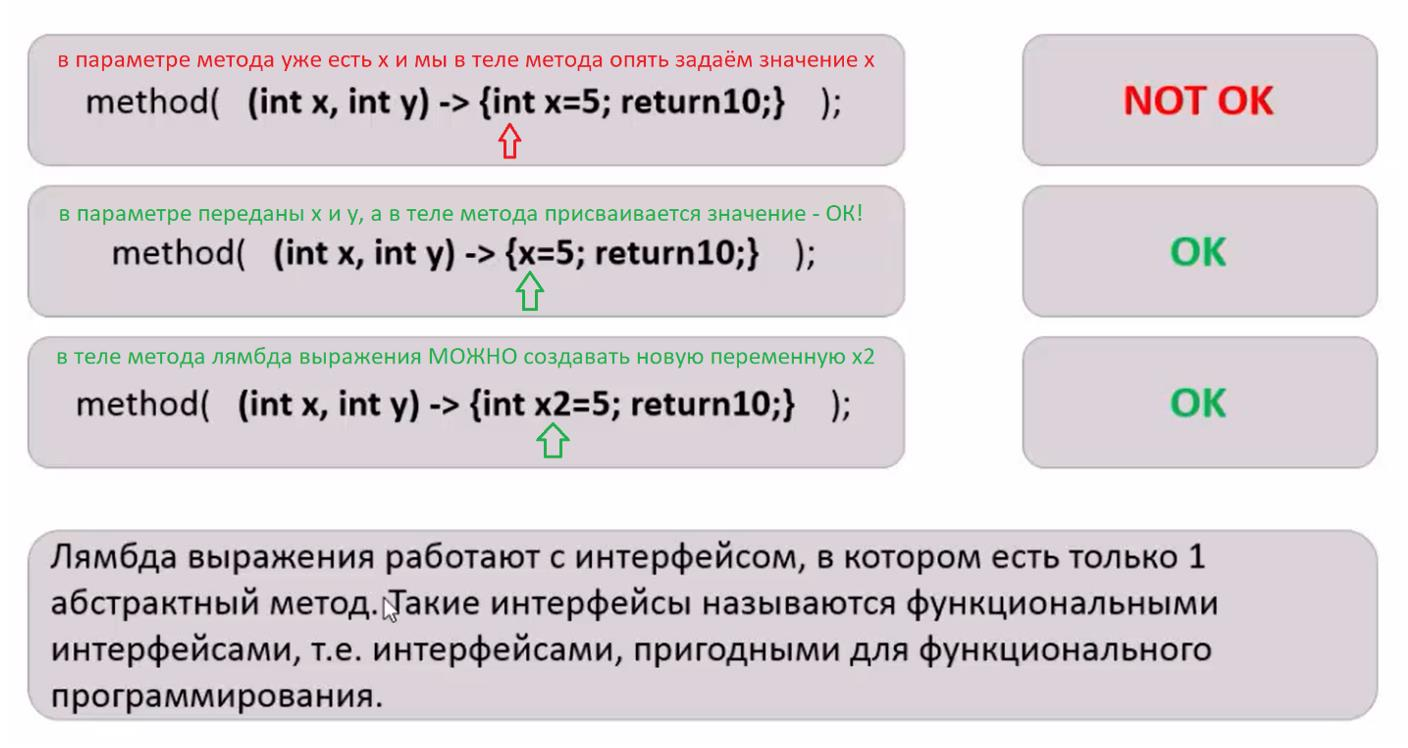 в параметре метода уже есть x и мы в теле метода опять задаём значение x
method( (int x, int y) -> {int x=5; return10;} );
NOT OK
в параметре переданы x и y, а в теле метода присваивается значение - ОК!
method( (int x, int y) -> {x=5; return10;} );
OK
в теле метода лямбда выражения МОЖНО создавать новую переменную x2
method( (int x, int y) -> {int x2=5; return10;} );
OK
Лямбда выражения работают с интерфейсом, в котором есть только 1
абстрактный метод. Такие интерфейсы называются функциональными
интерфейсами, т.е. интерфейсами, пригодными для функционального
программирования.